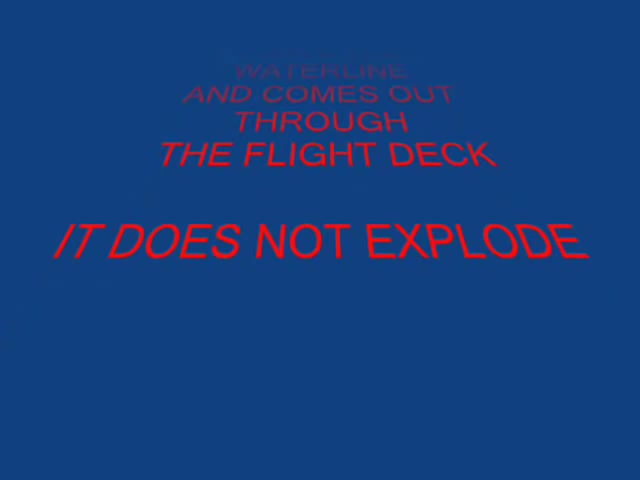 WATERLINE
AND COMES OUT
THROUGH
THE FLIGHT DECK
IT DOES NOT EXPLODE